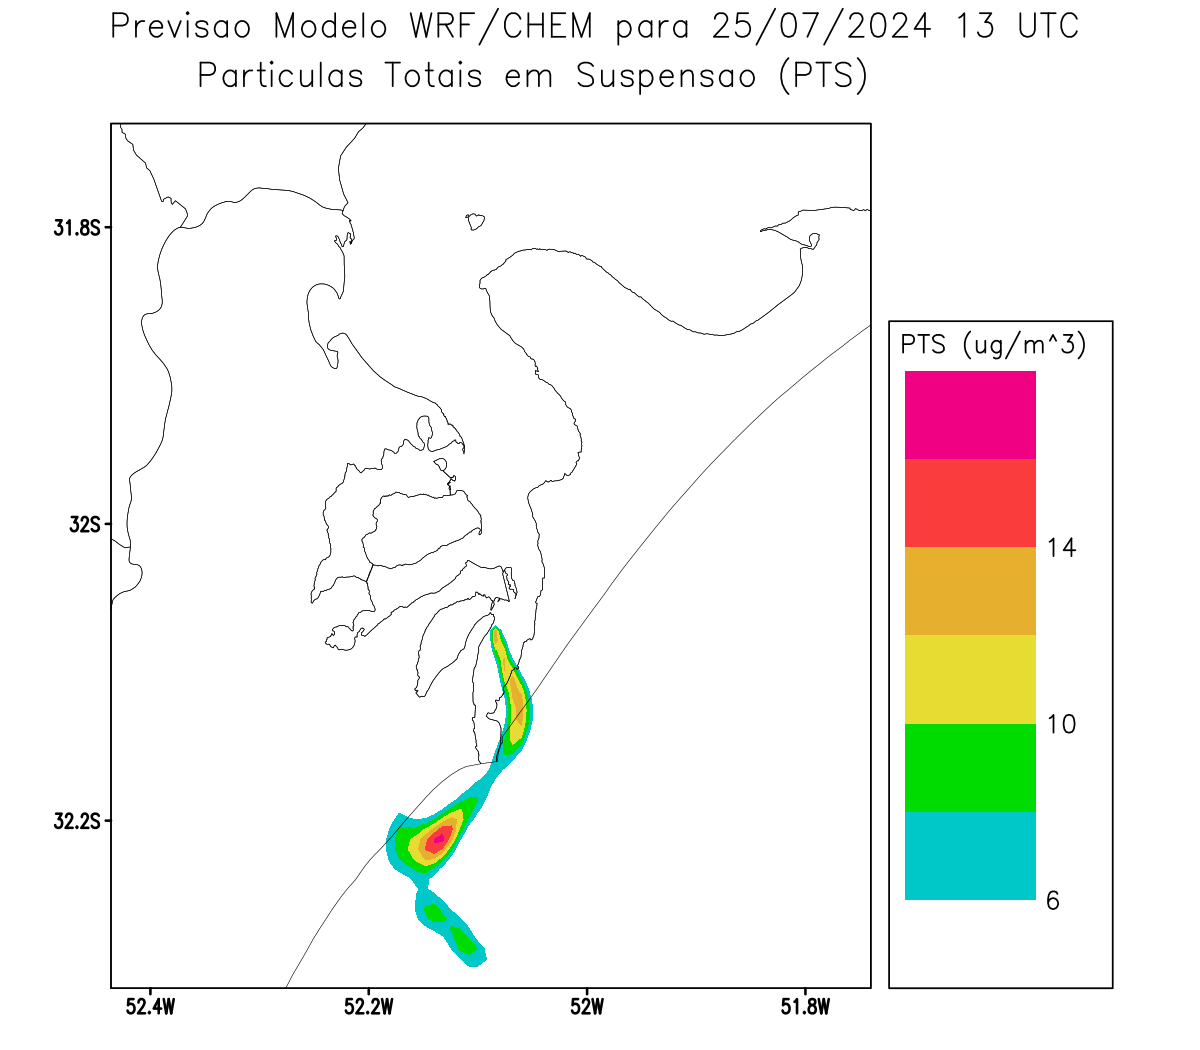 Previsao Modelo WRF/CHEM para 25/07/2024 13 UTC
Particulas Totais em Suspensao (PTS)
31.8S
32S
32.2S
52.4W
52.2W
52W
51.8W
PTS (ug/m^3)
14
10
6